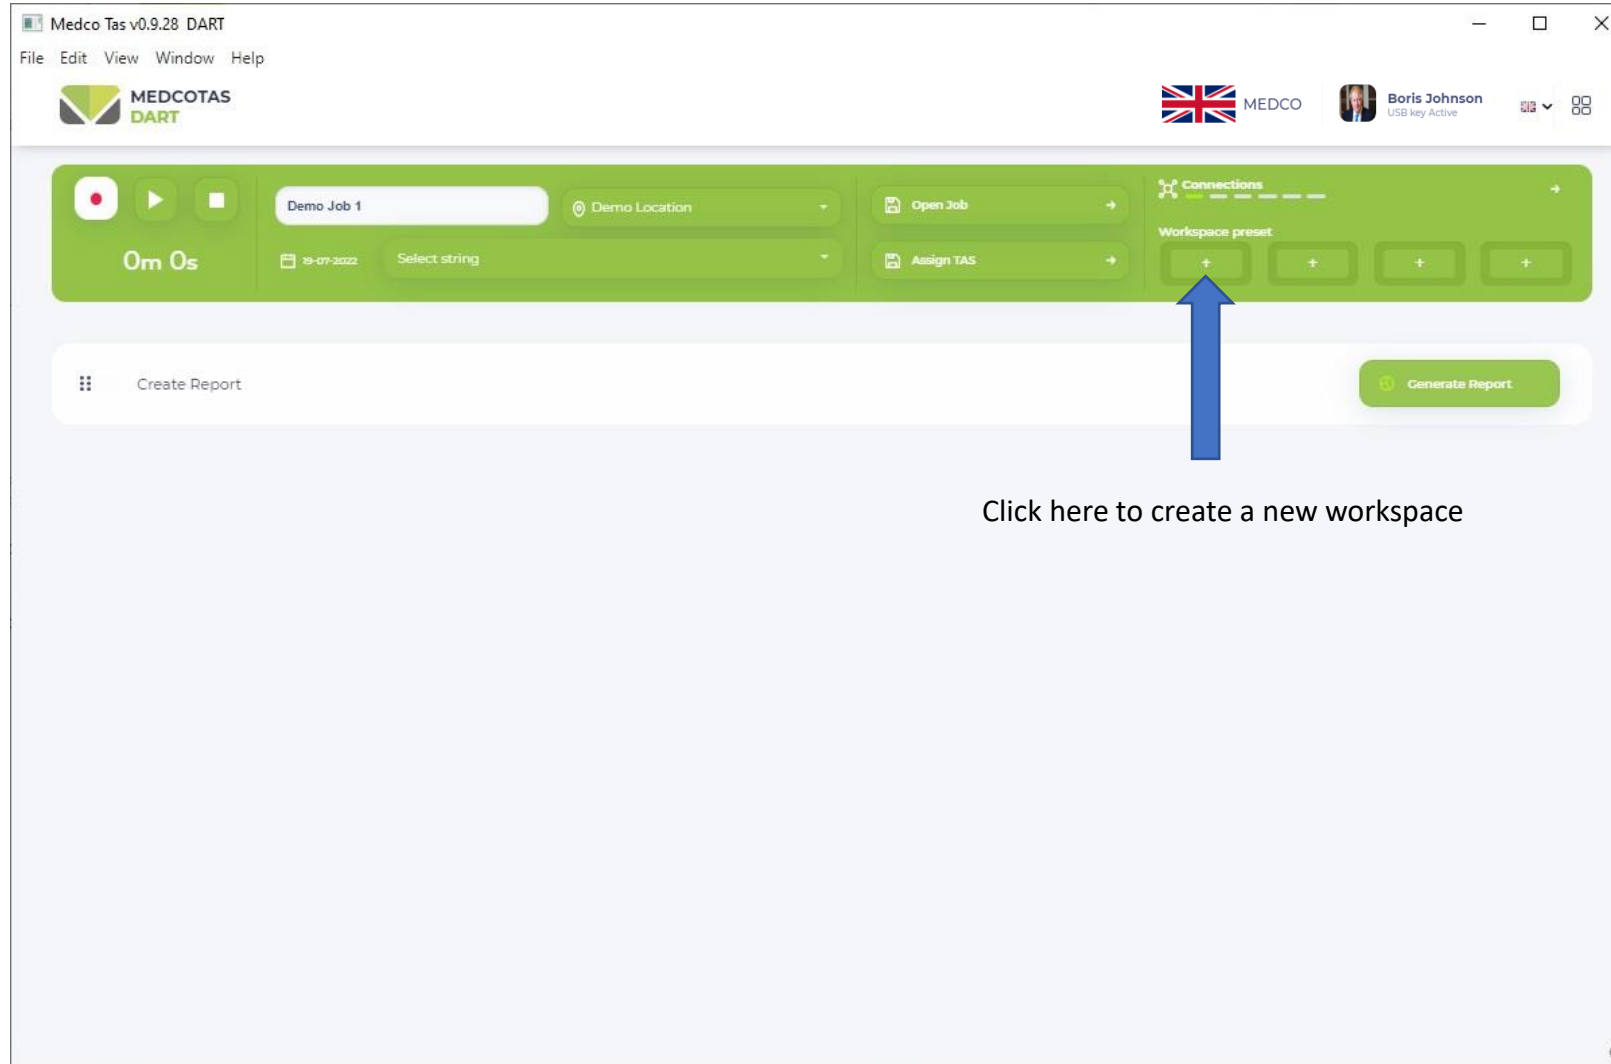 Medco Tas v0.9.28 DART
File Edit View Window Help
MEDCOTAS
DART
MEDCO
Boris Johnson
USB key Active
Demo Job 1
Demo Location
Open Job
Connections
Workspace preset
0m 0s
19-07-2022
Select string
Assign TAS
+ + + +
Create Report
Generate Report
Click here to create a new workspace